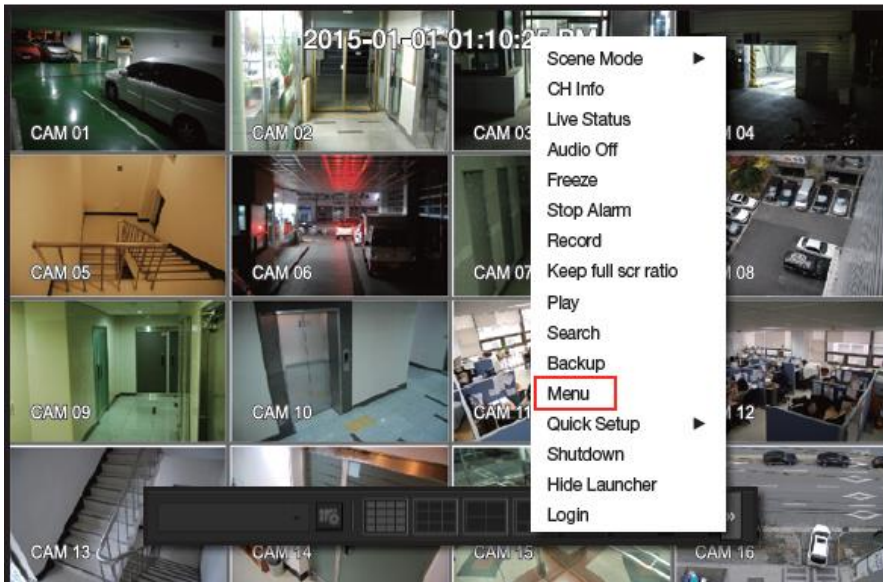 2015-01-01 01:10:25 PM
CAM 01
CAM 02
CAM 03
04
CAM 05
CAM 06
CAM 07
08
CAM 09
CAM 10
CAM 11
12
CAM 13
CAM 14
CAM 15
CAM 16
Scene Mode
CH Info
Live Status
Audio Off
Freeze
Stop Alarm
Record
Keep full scr ratio
Play
Search
Backup
Menu
Quick Setup
Shutdown
Hide Launcher
Login